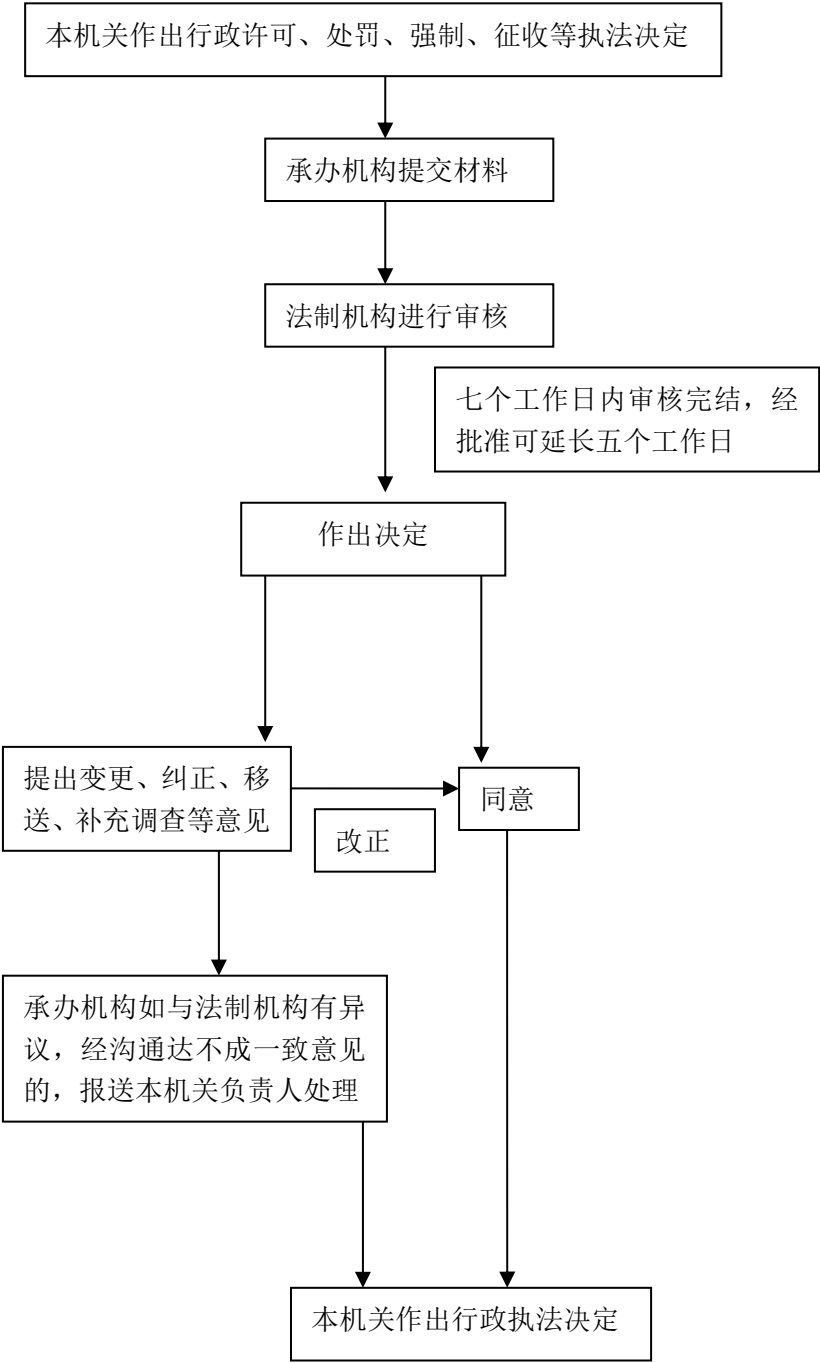 本机关作出行政许可、处罚、强制、征收等执法决定
承办机构提交材料
法制机构进行审核
七个工作日内审核完结，经
批准可延长五个工作日
作出决定
提出变更、纠正、移
送、补充调查等意见
同意
改正
承办机构如与法制机构有异
议，经沟通达不成一致意见
的，报送本机关负责人处理
本机关作出行政执法决定